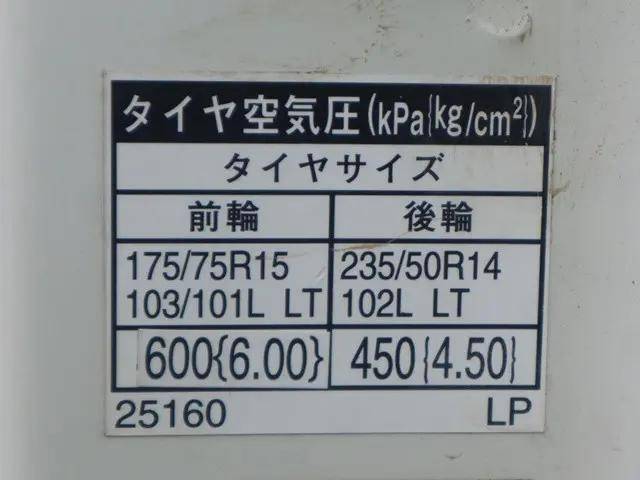 タイヤ空気圧(kPa{kg/cm²})
タイヤサイズ
前輪 後輪
175/75R15 235/50R14
103/101L LT 102L LT
600{6.00} 450{4.50}
25160 LP